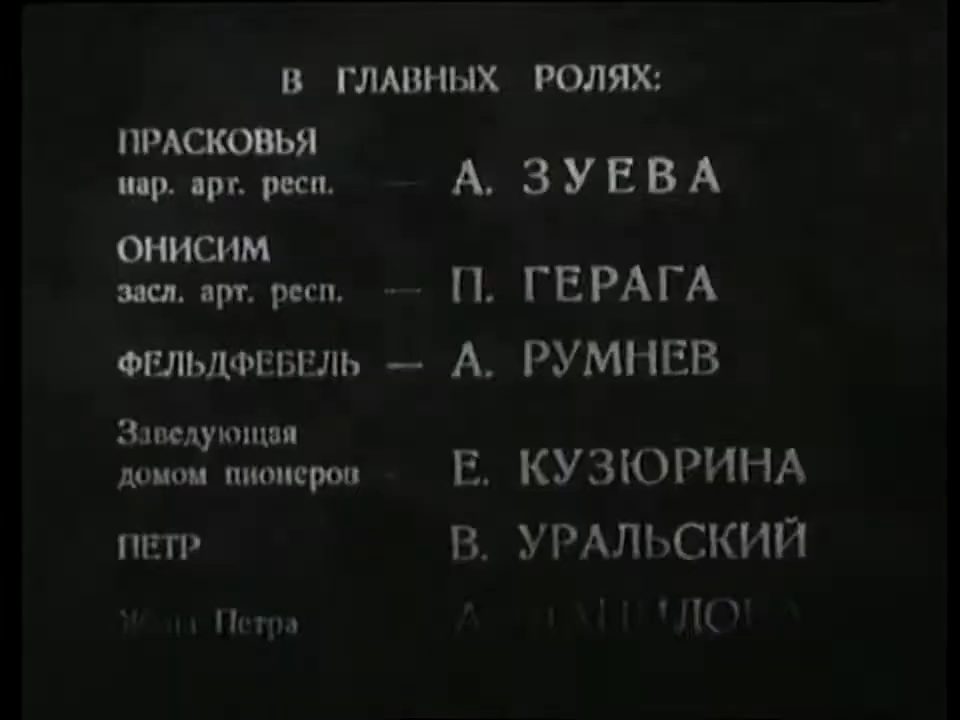 В ГЛАВНЫХ РОЛЯХ:
ПРАСКОВЬЯ
нар. арт. респ. — А. ЗУЕВА
ОНИСИМ
засл. арт. респ. — П. ГЕРАГА
ФЕЛЬДФЕБЕЛЬ — А. РУМНЕВ
Заведующая
домом пионеров - Е. КУЗЮРИНА
ПЕТР В. УРАЛЬСКИЙ
Петра А.